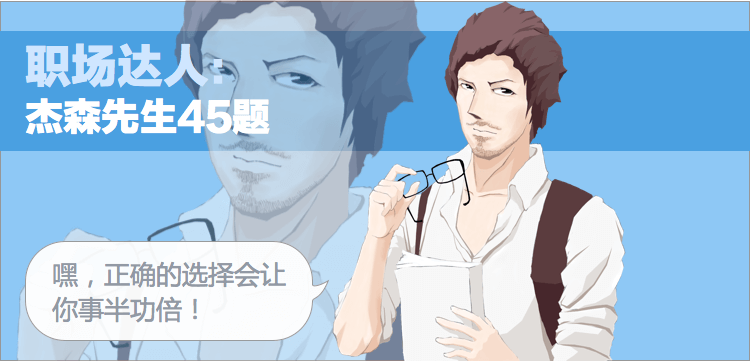 职场达人:
杰森先生45题
嘿，正确的选择会让
你事半功倍！